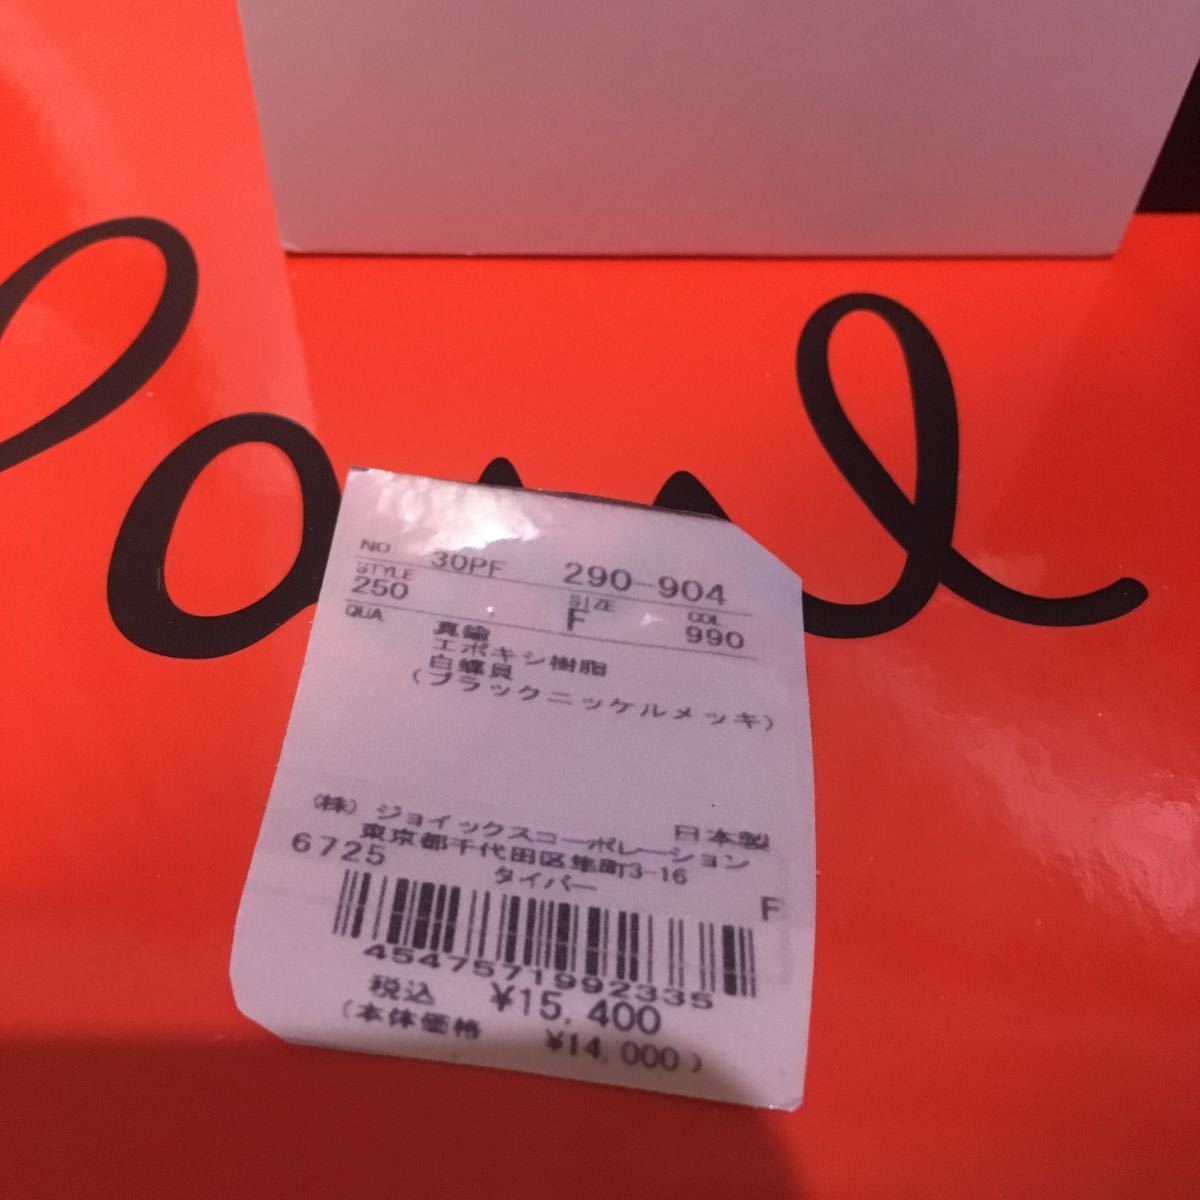 Paul
NO 30PF 290-904
STYLE SIZE COL
250 F 990
QUA 真鍮
エポキシ樹脂
白蝶貝
(ブラックニッケルメッキ)
日本製
(株)ジョイックスコーポレーション
東京都千代田区隼町3-16
6725
タイバー
F
4547571992335
税込 ¥15,400
(本体価格 ¥14,000)